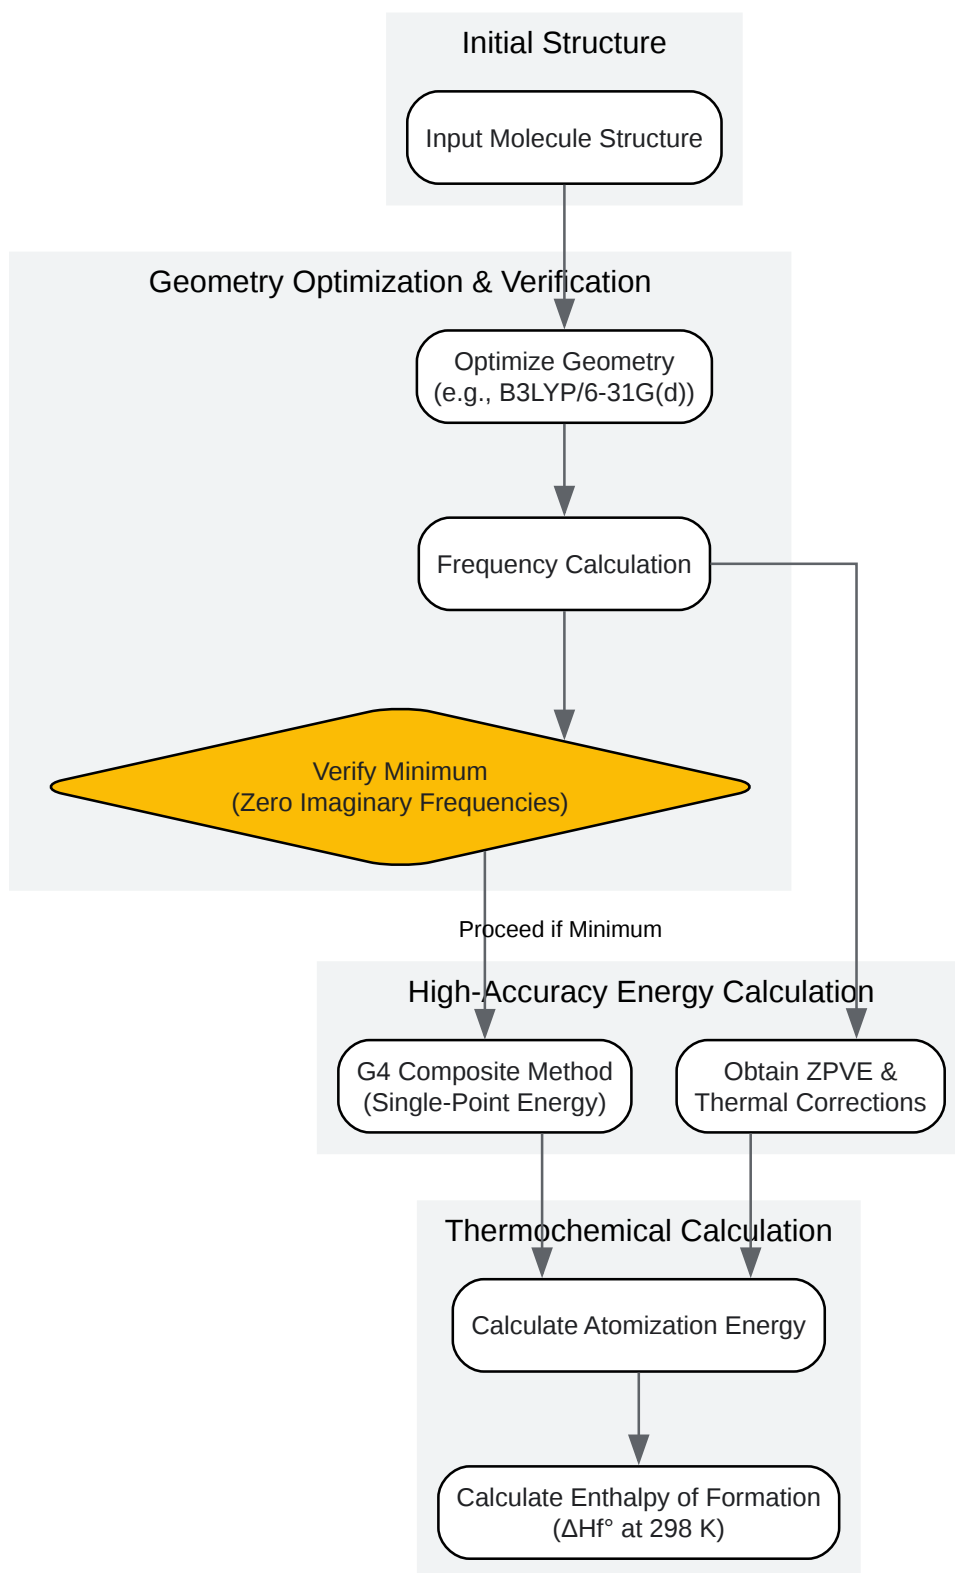 Initial Structure
Input Molecule Structure
Geometry Optimization & Verification
Optimize Geometry
(e.g., B3LYP/6-31G(d))
Frequency Calculation
Verify Minimum
(Zero Imaginary Frequencies)
Proceed if Minimum
High-Accuracy Energy Calculation
G4 Composite Method
(Single-Point Energy)
Obtain ZPVE &
Thermal Corrections
Thermochemical Calculation
Calculate Atomization Energy
Calculate Enthalpy of Formation
(ΔHf° at 298 K)